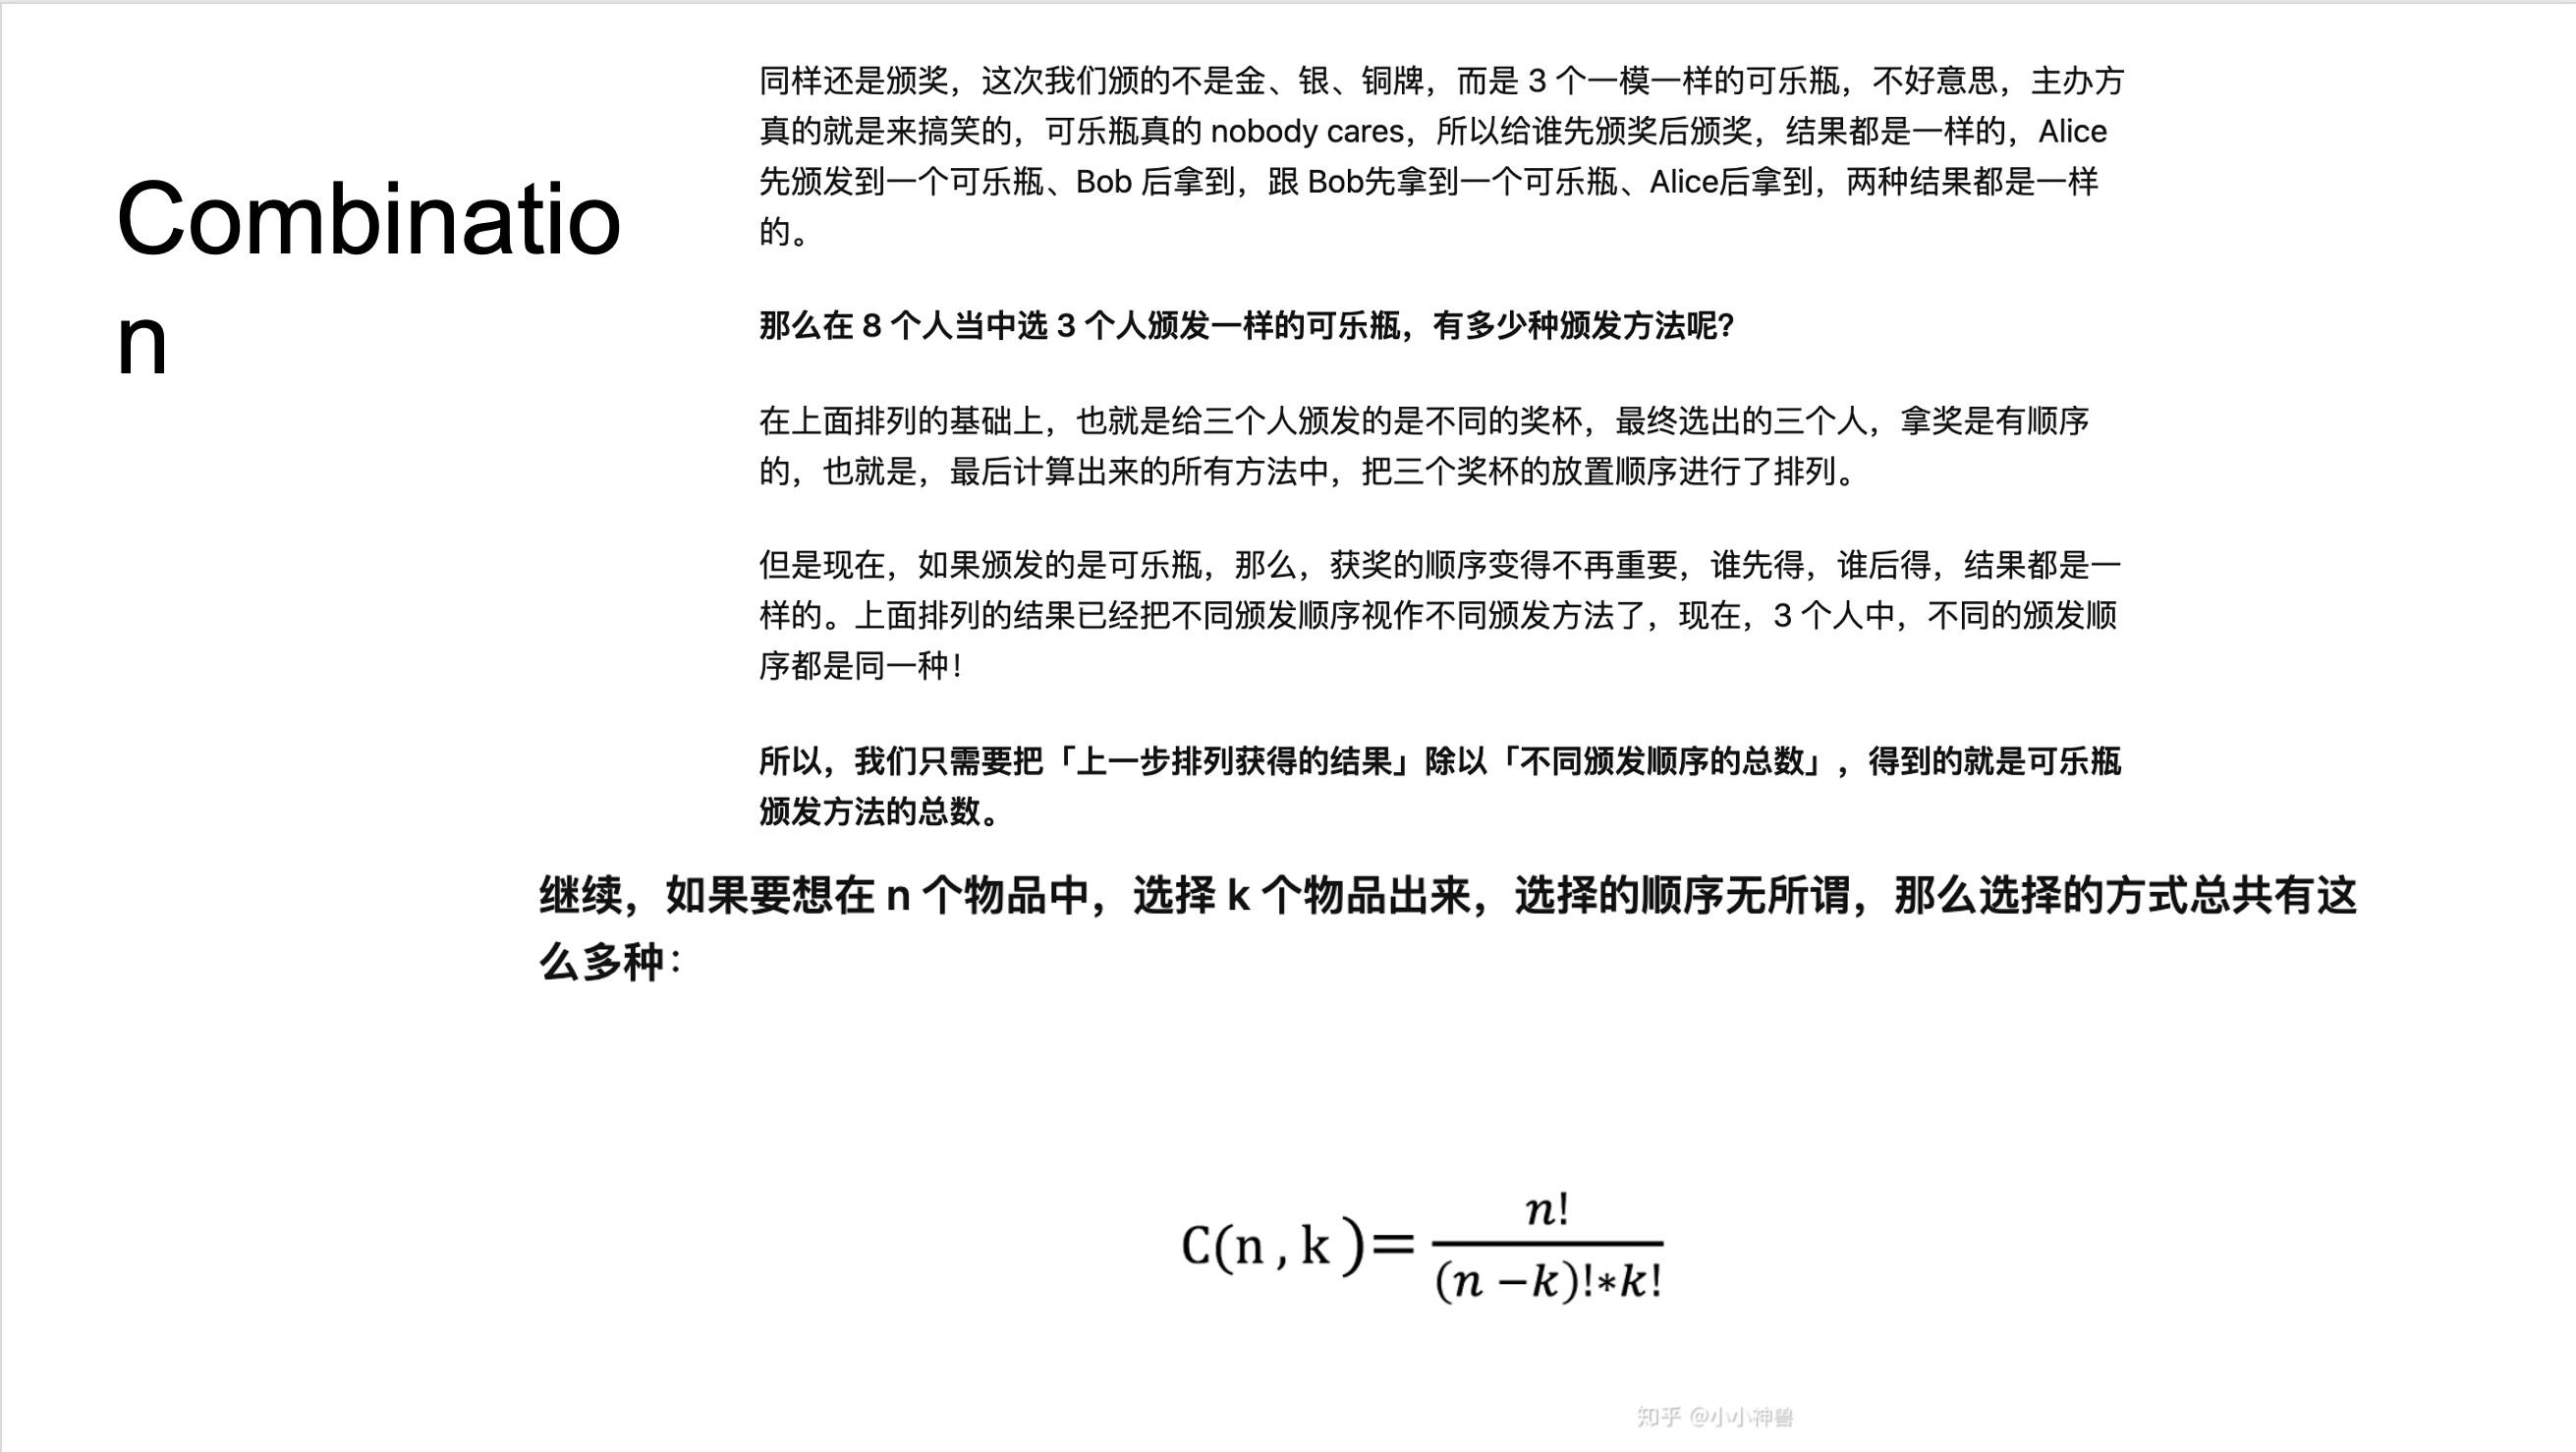 Combinatio
n
同样还是颁奖，这次我们颁的不是金、银、铜牌，而是 3 个一模一样的可乐瓶，不好意思，主办方
真的就是来搞笑的，可乐瓶真的 nobody cares，所以给谁先颁奖后颁奖，结果都是一样的，Alice
先颁发到一个可乐瓶、Bob 后拿到，跟 Bob先拿到一个可乐瓶、Alice后拿到，两种结果都是一样
的。
那么在 8 个人当中选 3 个人颁发一样的可乐瓶，有多少种颁发方法呢？
在上面排列的基础上，也就是给三个人颁发的是不同的奖杯，最终选出的三个人，拿奖是有顺序
的，也就是，最后计算出来的所有方法中，把三个奖杯的放置顺序进行了排列。
但是现在，如果颁发的是可乐瓶，那么，获奖的顺序变得不再重要，谁先得，谁后得，结果都是一
样的。上面排列的结果已经把不同颁发顺序视作不同颁发方法了，现在，3 个人中，不同的颁发顺
序都是同一种！
所以，我们只需要把「上一步排列获得的结果」除以「不同颁发顺序的总数」，得到的就是可乐瓶
颁发方法的总数。
继续，如果要想在 n 个物品中，选择 k 个物品出来，选择的顺序无所谓，那么选择的方式总共有这
么多种：
C(n , k )= n! / (n −k)!∗k!
知乎 @小小神兽